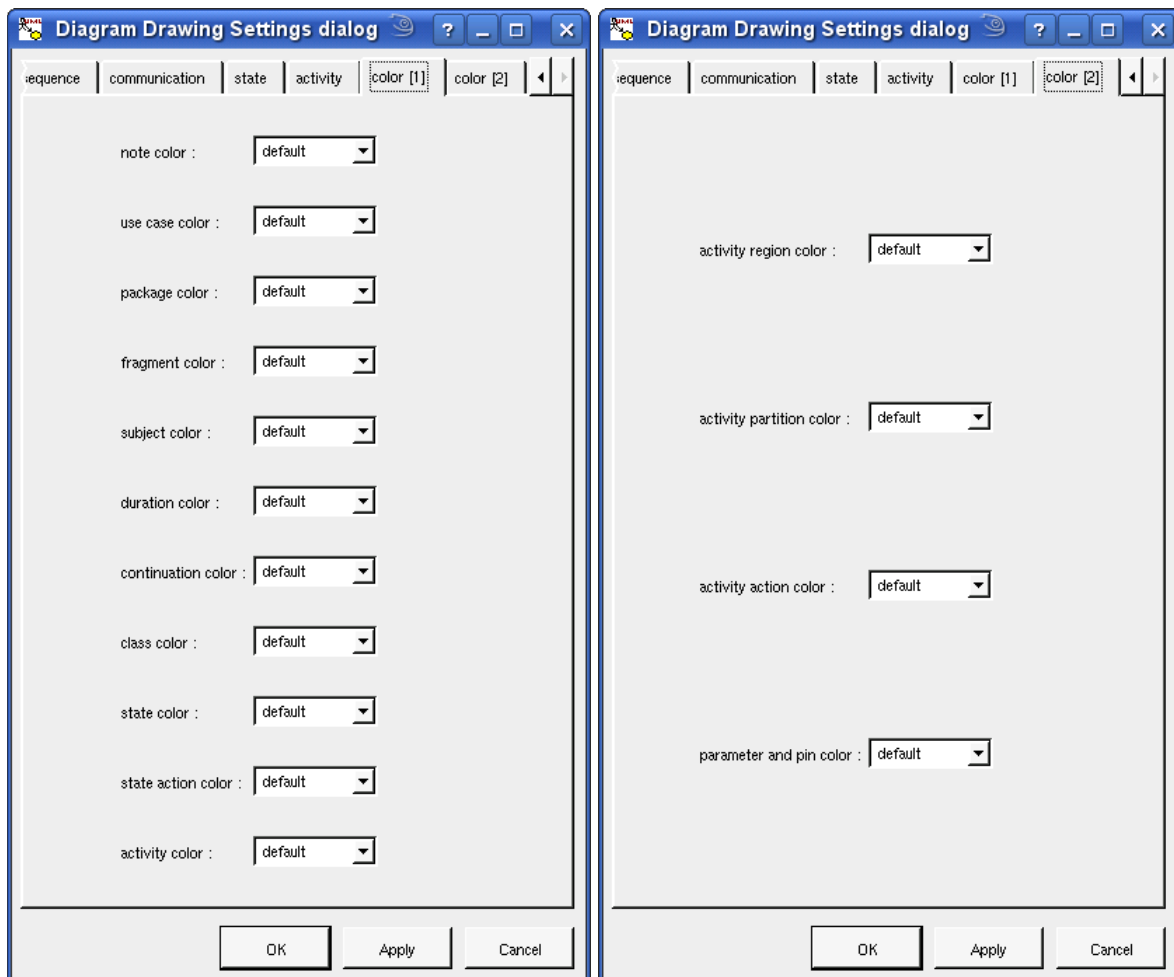 Diagram Drawing Settings dialog
sequence communication state activity color [1] color [2]
note color : default
use case color : default
package color : default
fragment color : default
subject color : default
duration color : default
continuation color : default
class color : default
state color : default
state action color : default
activity color : default
OK Apply Cancel
Diagram Drawing Settings dialog
sequence communication state activity color [1] color [2]
activity region color : default
activity partition color : default
activity action color : default
parameter and pin color : default
OK Apply Cancel